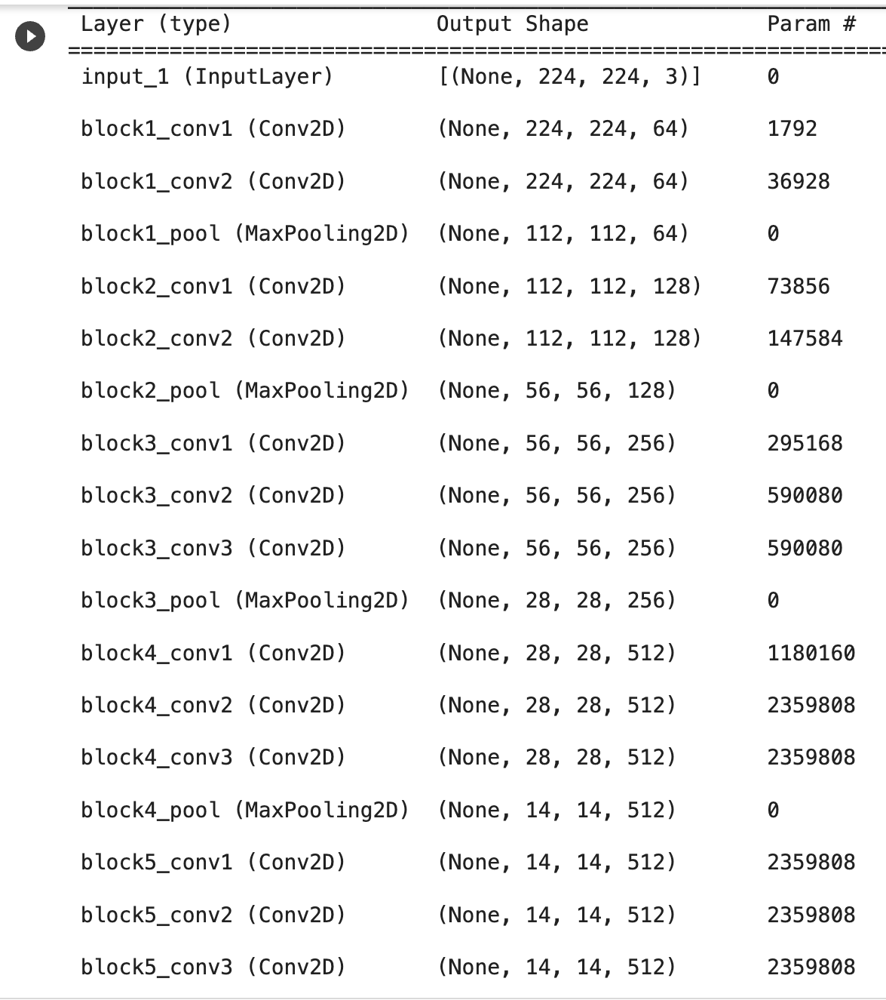 Layer (type) Output Shape Param #
=================================================================
input_1 (InputLayer) [(None, 224, 224, 3)] 0
block1_conv1 (Conv2D) (None, 224, 224, 64) 1792
block1_conv2 (Conv2D) (None, 224, 224, 64) 36928
block1_pool (MaxPooling2D) (None, 112, 112, 64) 0
block2_conv1 (Conv2D) (None, 112, 112, 128) 73856
block2_conv2 (Conv2D) (None, 112, 112, 128) 147584
block2_pool (MaxPooling2D) (None, 56, 56, 128) 0
block3_conv1 (Conv2D) (None, 56, 56, 256) 295168
block3_conv2 (Conv2D) (None, 56, 56, 256) 590080
block3_conv3 (Conv2D) (None, 56, 56, 256) 590080
block3_pool (MaxPooling2D) (None, 28, 28, 256) 0
block4_conv1 (Conv2D) (None, 28, 28, 512) 1180160
block4_conv2 (Conv2D) (None, 28, 28, 512) 2359808
block4_conv3 (Conv2D) (None, 28, 28, 512) 2359808
block4_pool (MaxPooling2D) (None, 14, 14, 512) 0
block5_conv1 (Conv2D) (None, 14, 14, 512) 2359808
block5_conv2 (Conv2D) (None, 14, 14, 512) 2359808
block5_conv3 (Conv2D) (None, 14, 14, 512) 2359808